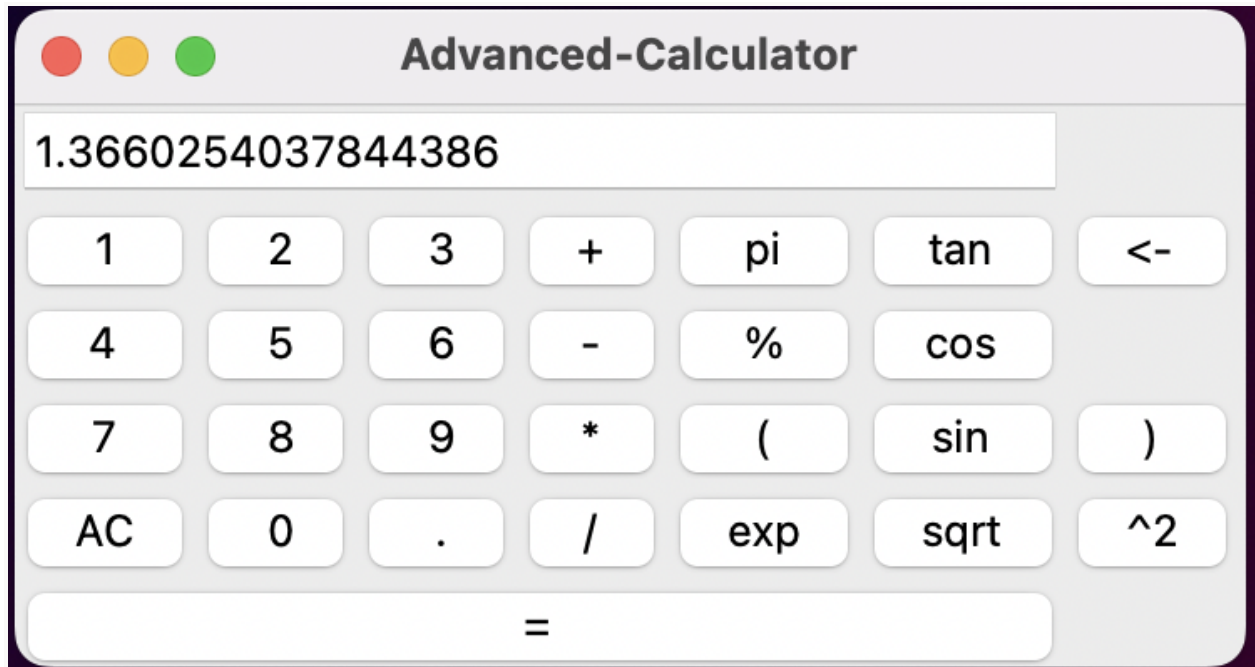 Advanced-Calculator
1.3660254037844386
1 2 3 + pi tan <-
4 5 6 - % cos
7 8 9 * ( sin )
AC 0 . / exp sqrt ^2
=